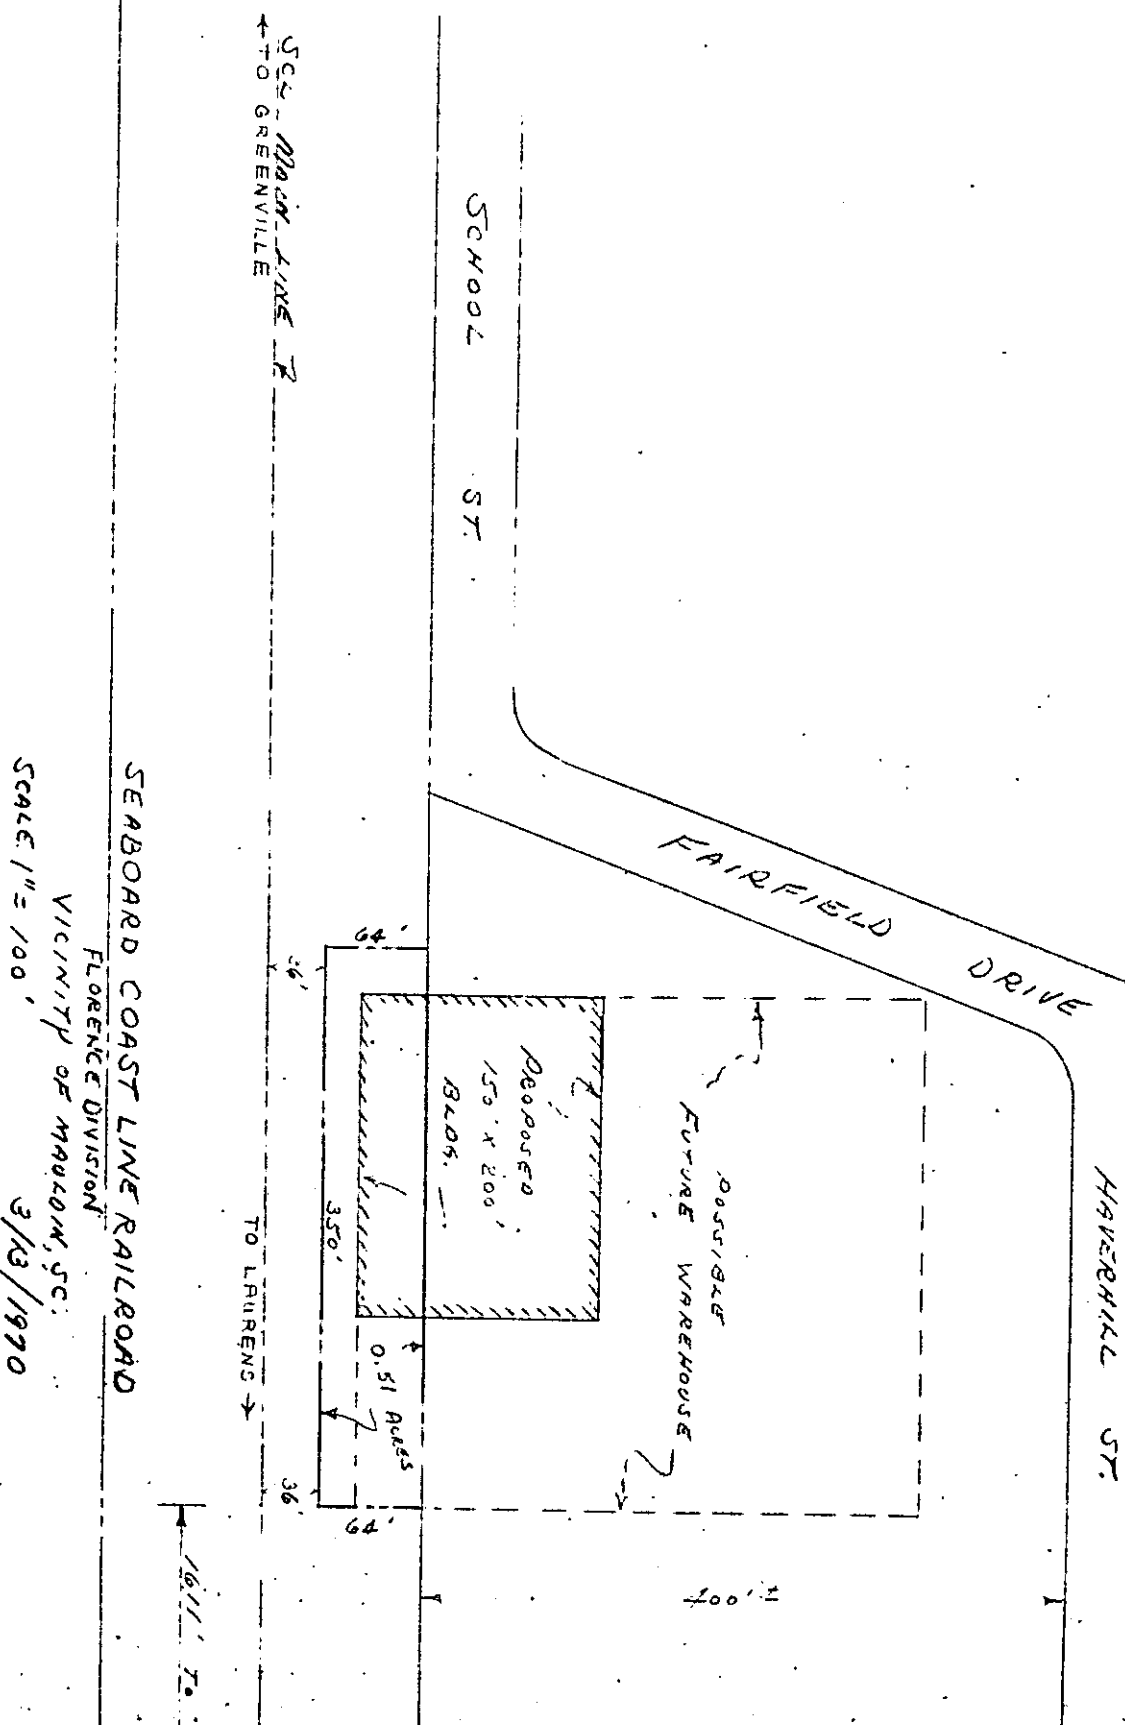 HAVERHILL ST.
FAIRFIELD DRIVE
POSSIBLE
FUTURE WAREHOUSE
400' ±
SCHOOL ST.
PROPOSED
150' x 200'
BLDG.
0.51 ACRES
64'
64'
350'
36'
36'
SCL MAIN LINE
← TO GREENVILLE
TO LAURENS →
1611' TO
SEABOARD COAST LINE RAILROAD
FLORENCE DIVISION
VICINITY OF MAULDIN, SC.
SCALE 1" = 100' 3/13/1970